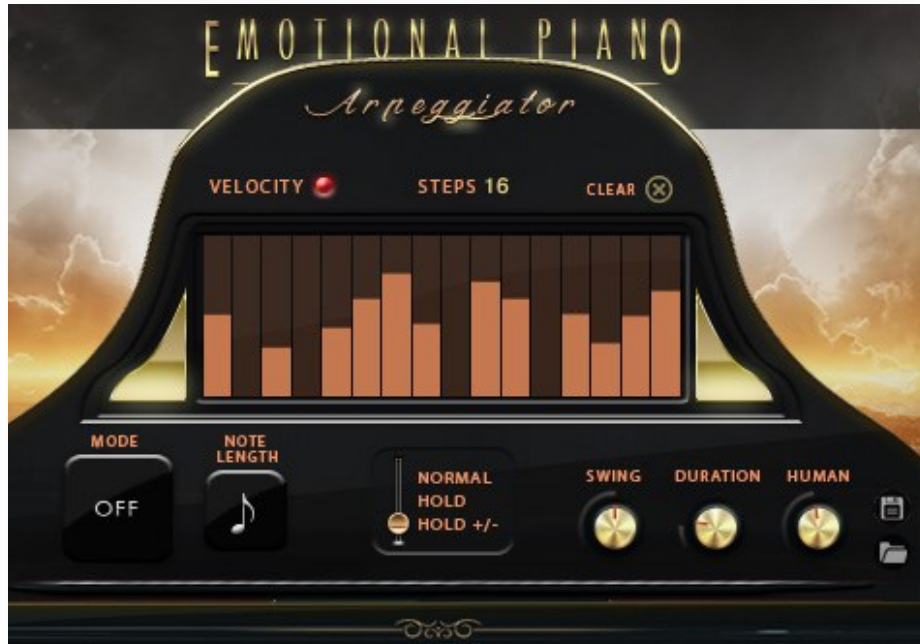 EMOTIONAL PIANO
Arpeggiator
VELOCITY STEPS 16 CLEAR
MODE
OFF
NOTE
LENGTH
NORMAL
HOLD
HOLD +/-
SWING DURATION HUMAN